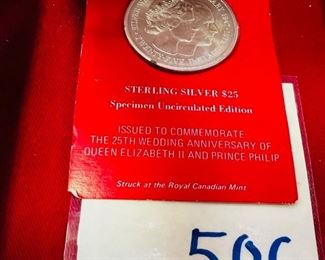 STERLING SILVER $25
Specimen Uncirculated Edition
ISSUED TO COMMEMORATE
THE 25TH WEDDING ANNIVERSARY OF
QUEEN ELIZABETH II AND PRINCE PHILIP
Struck at the Royal Canadian Mint